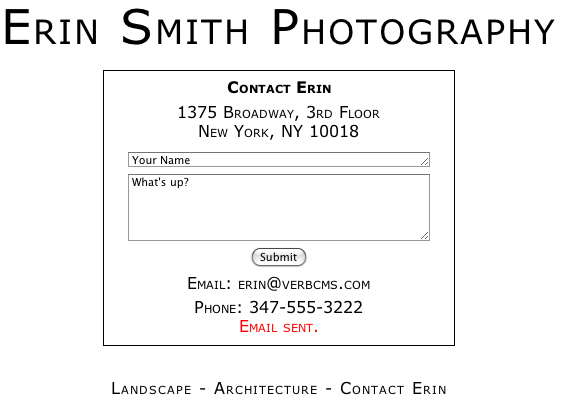 Erin Smith Photography
Contact Erin
1375 Broadway, 3rd Floor
New York, NY 10018
Your Name
What's up?
Submit
Email: erin@verbcms.com
Phone: 347-555-3222
Email sent.
Landscape - Architecture - Contact Erin